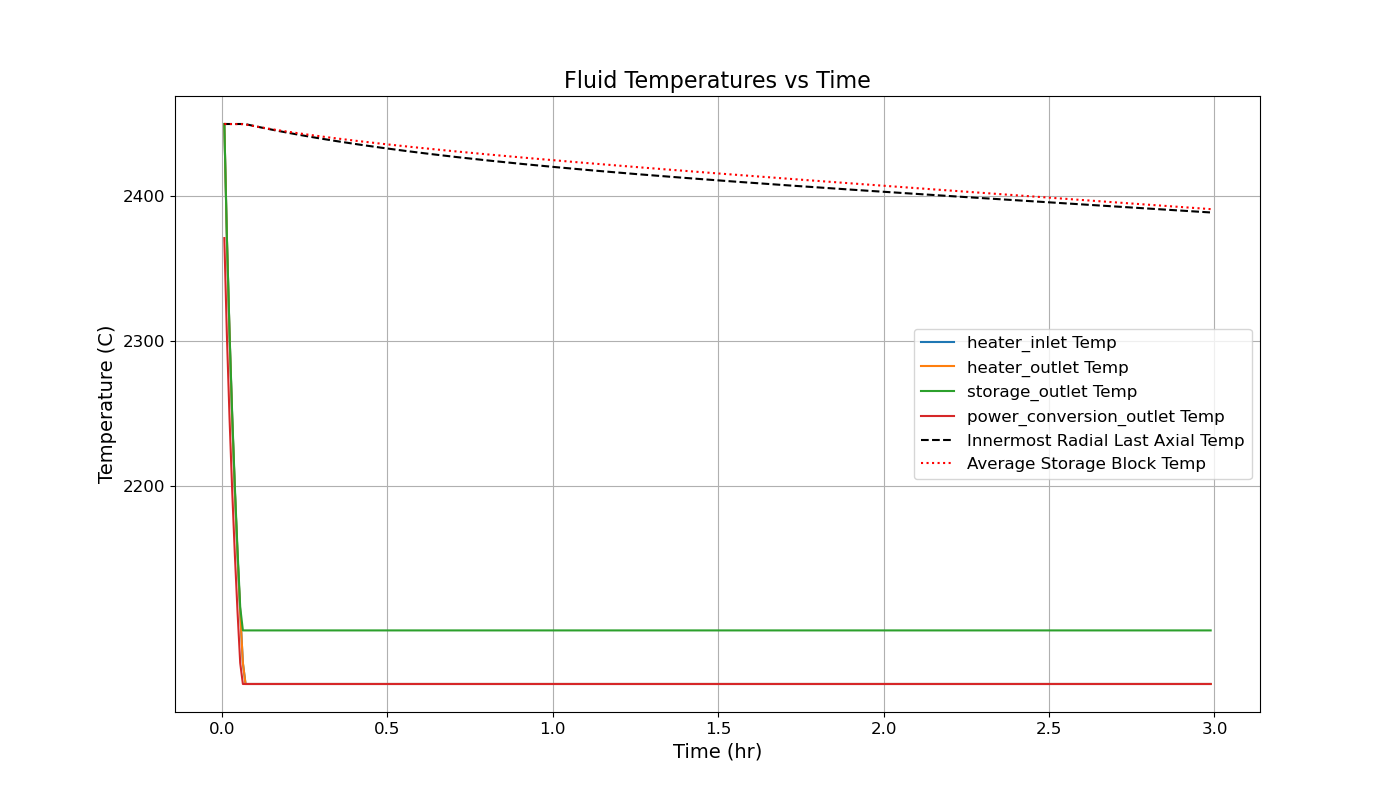 Fluid Temperatures vs Time
Temperature (C)
2400
2300
2200
heater_inlet Temp
heater_outlet Temp
storage_outlet Temp
power_conversion_outlet Temp
Innermost Radial Last Axial Temp
Average Storage Block Temp
0.0 0.5 1.0 1.5 2.0 2.5 3.0
Time (hr)